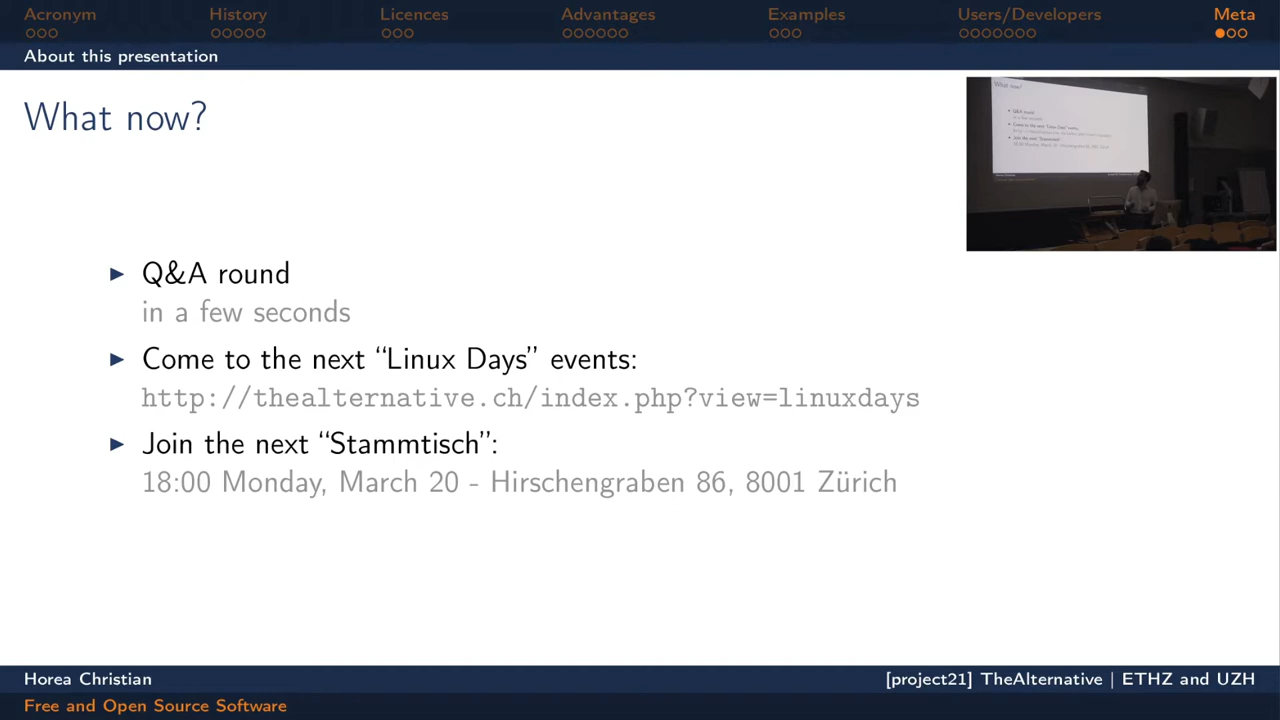 Acronym History Licences Advantages Examples Users/Developers Meta
About this presentation
What now?
What now?
▶ Q&A round
in a few seconds
▶ Come to the next “Linux Days” events:
http://thealternative.ch/index.php?view=linuxdays
▶ Join the next “Stammtisch”:
18:00 Monday, March 20 - Hirschengraben 86, 8001 Zürich
Horea Christian [project21] TheAlternative | ETHZ and UZH
Free and Open Source Software